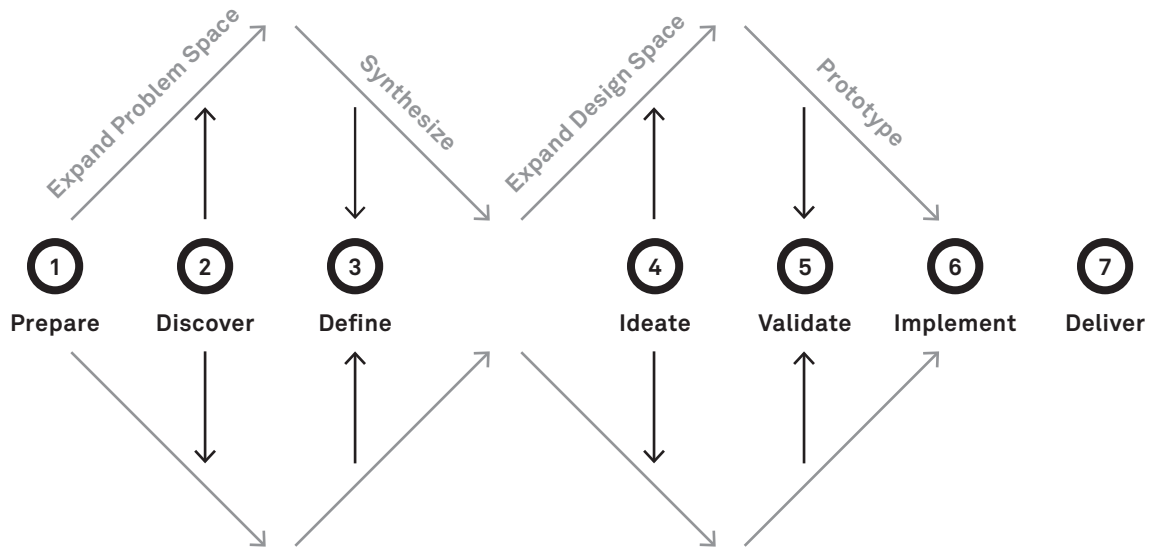 Expand Problem Space
Synthesize
Expand Design Space
Prototype
1
2
3
4
5
6
7
Prepare
Discover
Define
Ideate
Validate
Implement
Deliver